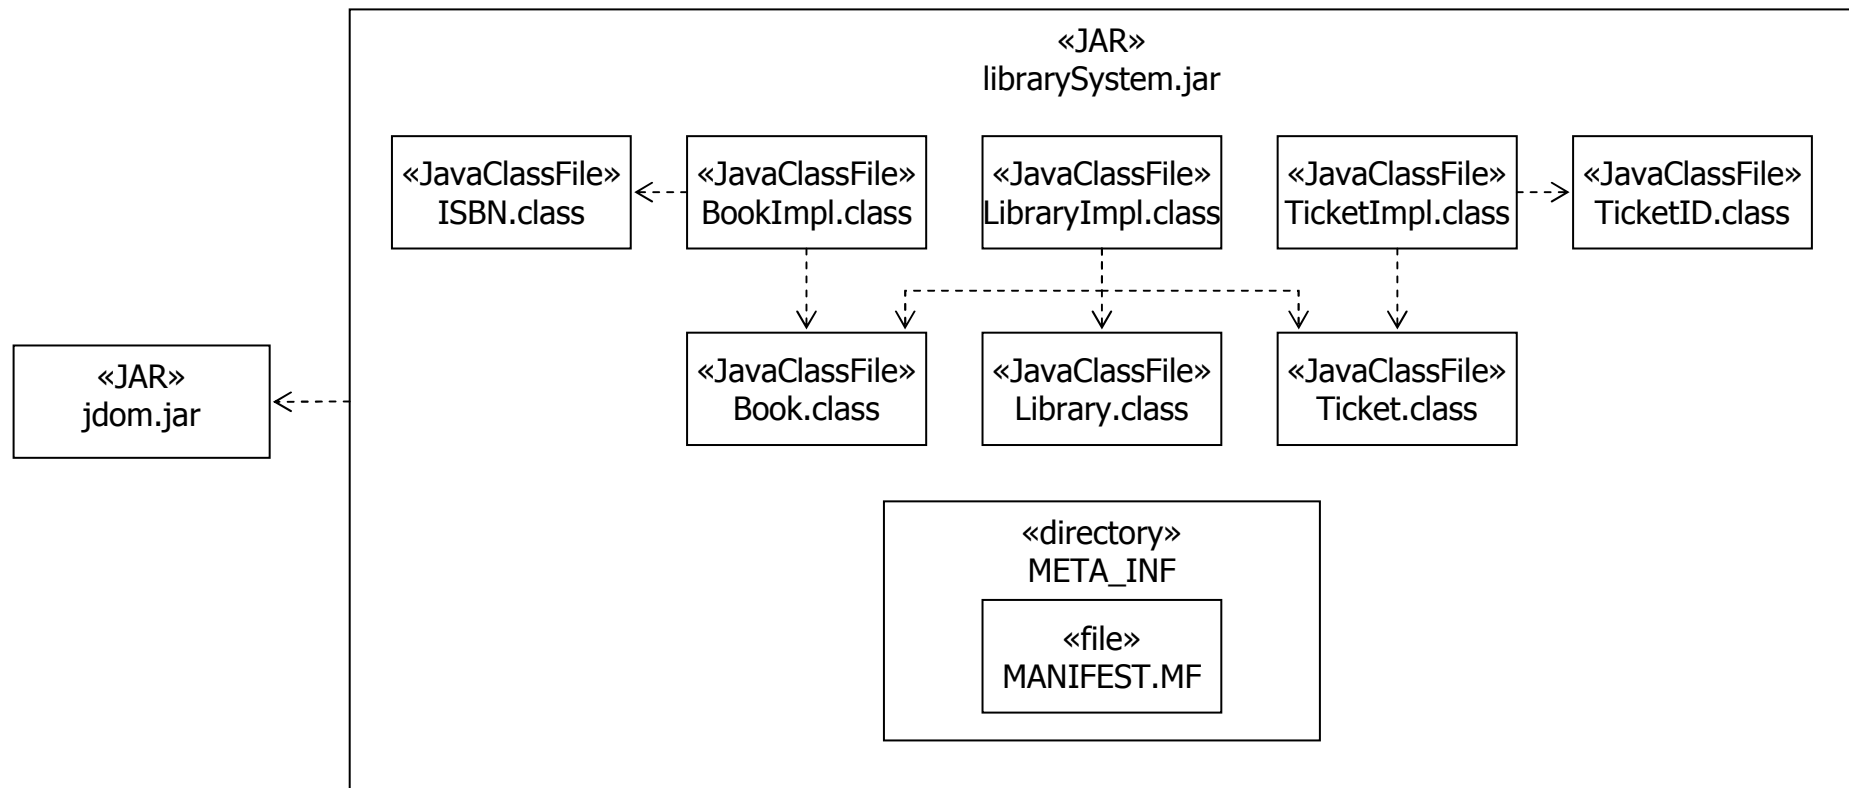 «JAR»
librarySystem.jar
«JavaClassFile»
ISBN.class
«JavaClassFile»
BookImpl.class
«JavaClassFile»
LibraryImpl.class
«JavaClassFile»
TicketImpl.class
«JavaClassFile»
TicketID.class
«JAR»
jdom.jar
«JavaClassFile»
Book.class
«JavaClassFile»
Library.class
«JavaClassFile»
Ticket.class
«directory»
META_INF
«file»
MANIFEST.MF